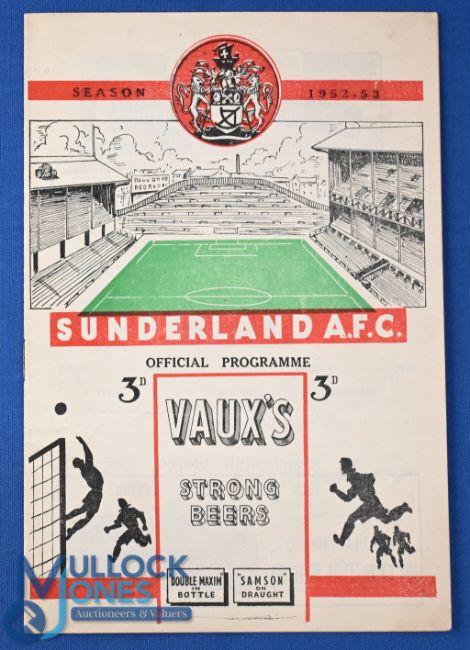 SEASON 1952-53
SUNDERLAND A.F.C.
OFFICIAL PROGRAMME
3D 3D
VAUX'S
STRONG
BEERS
"DOUBLE MAXIM"
IN
BOTTLE
"SAMSON"
ON
DRAUGHT
MULLOCK
JONES
Auctioneers & Valuers